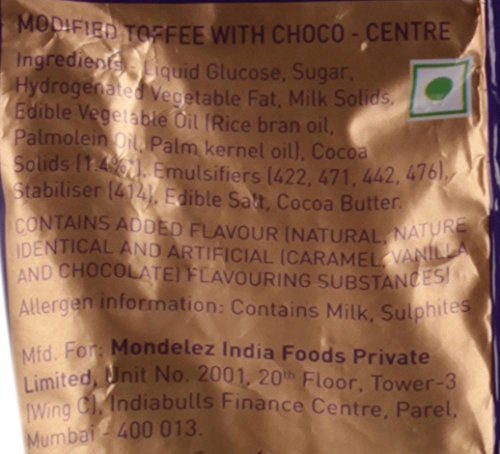 MODIFIED TOFFEE WITH CHOCO - CENTRE
Ingredients - Liquid Glucose, Sugar,
Hydrogenated Vegetable Fat, Milk Solids,
Edible Vegetable Oil (Rice bran oil,
Palmolein Oil, Palm kernel oil), Cocoa
Solids (1.4%*), Emulsifiers (422, 471, 442, 476),
Stabiliser (414), Edible Salt, Cocoa Butter.
CONTAINS ADDED FLAVOUR (NATURAL, NATURE
IDENTICAL AND ARTIFICIAL (CARAMEL, VANILLA
AND CHOCOLATE) FLAVOURING SUBSTANCES)
Allergen information: Contains Milk, Sulphites
Mfd. For: Mondelez India Foods Private
Limited, Unit No. 2001, 20th Floor, Tower-3
(Wing C), Indiabulls Finance Centre, Parel,
Mumbai - 400 013.